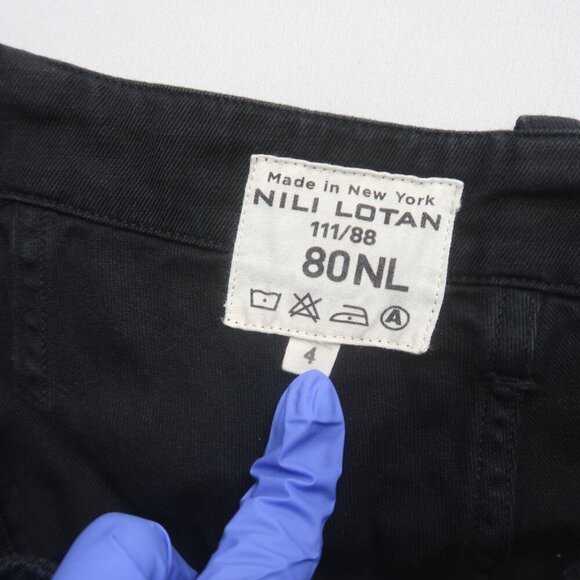 Made in New York
NILI LOTAN
111/88
80NL
A
4